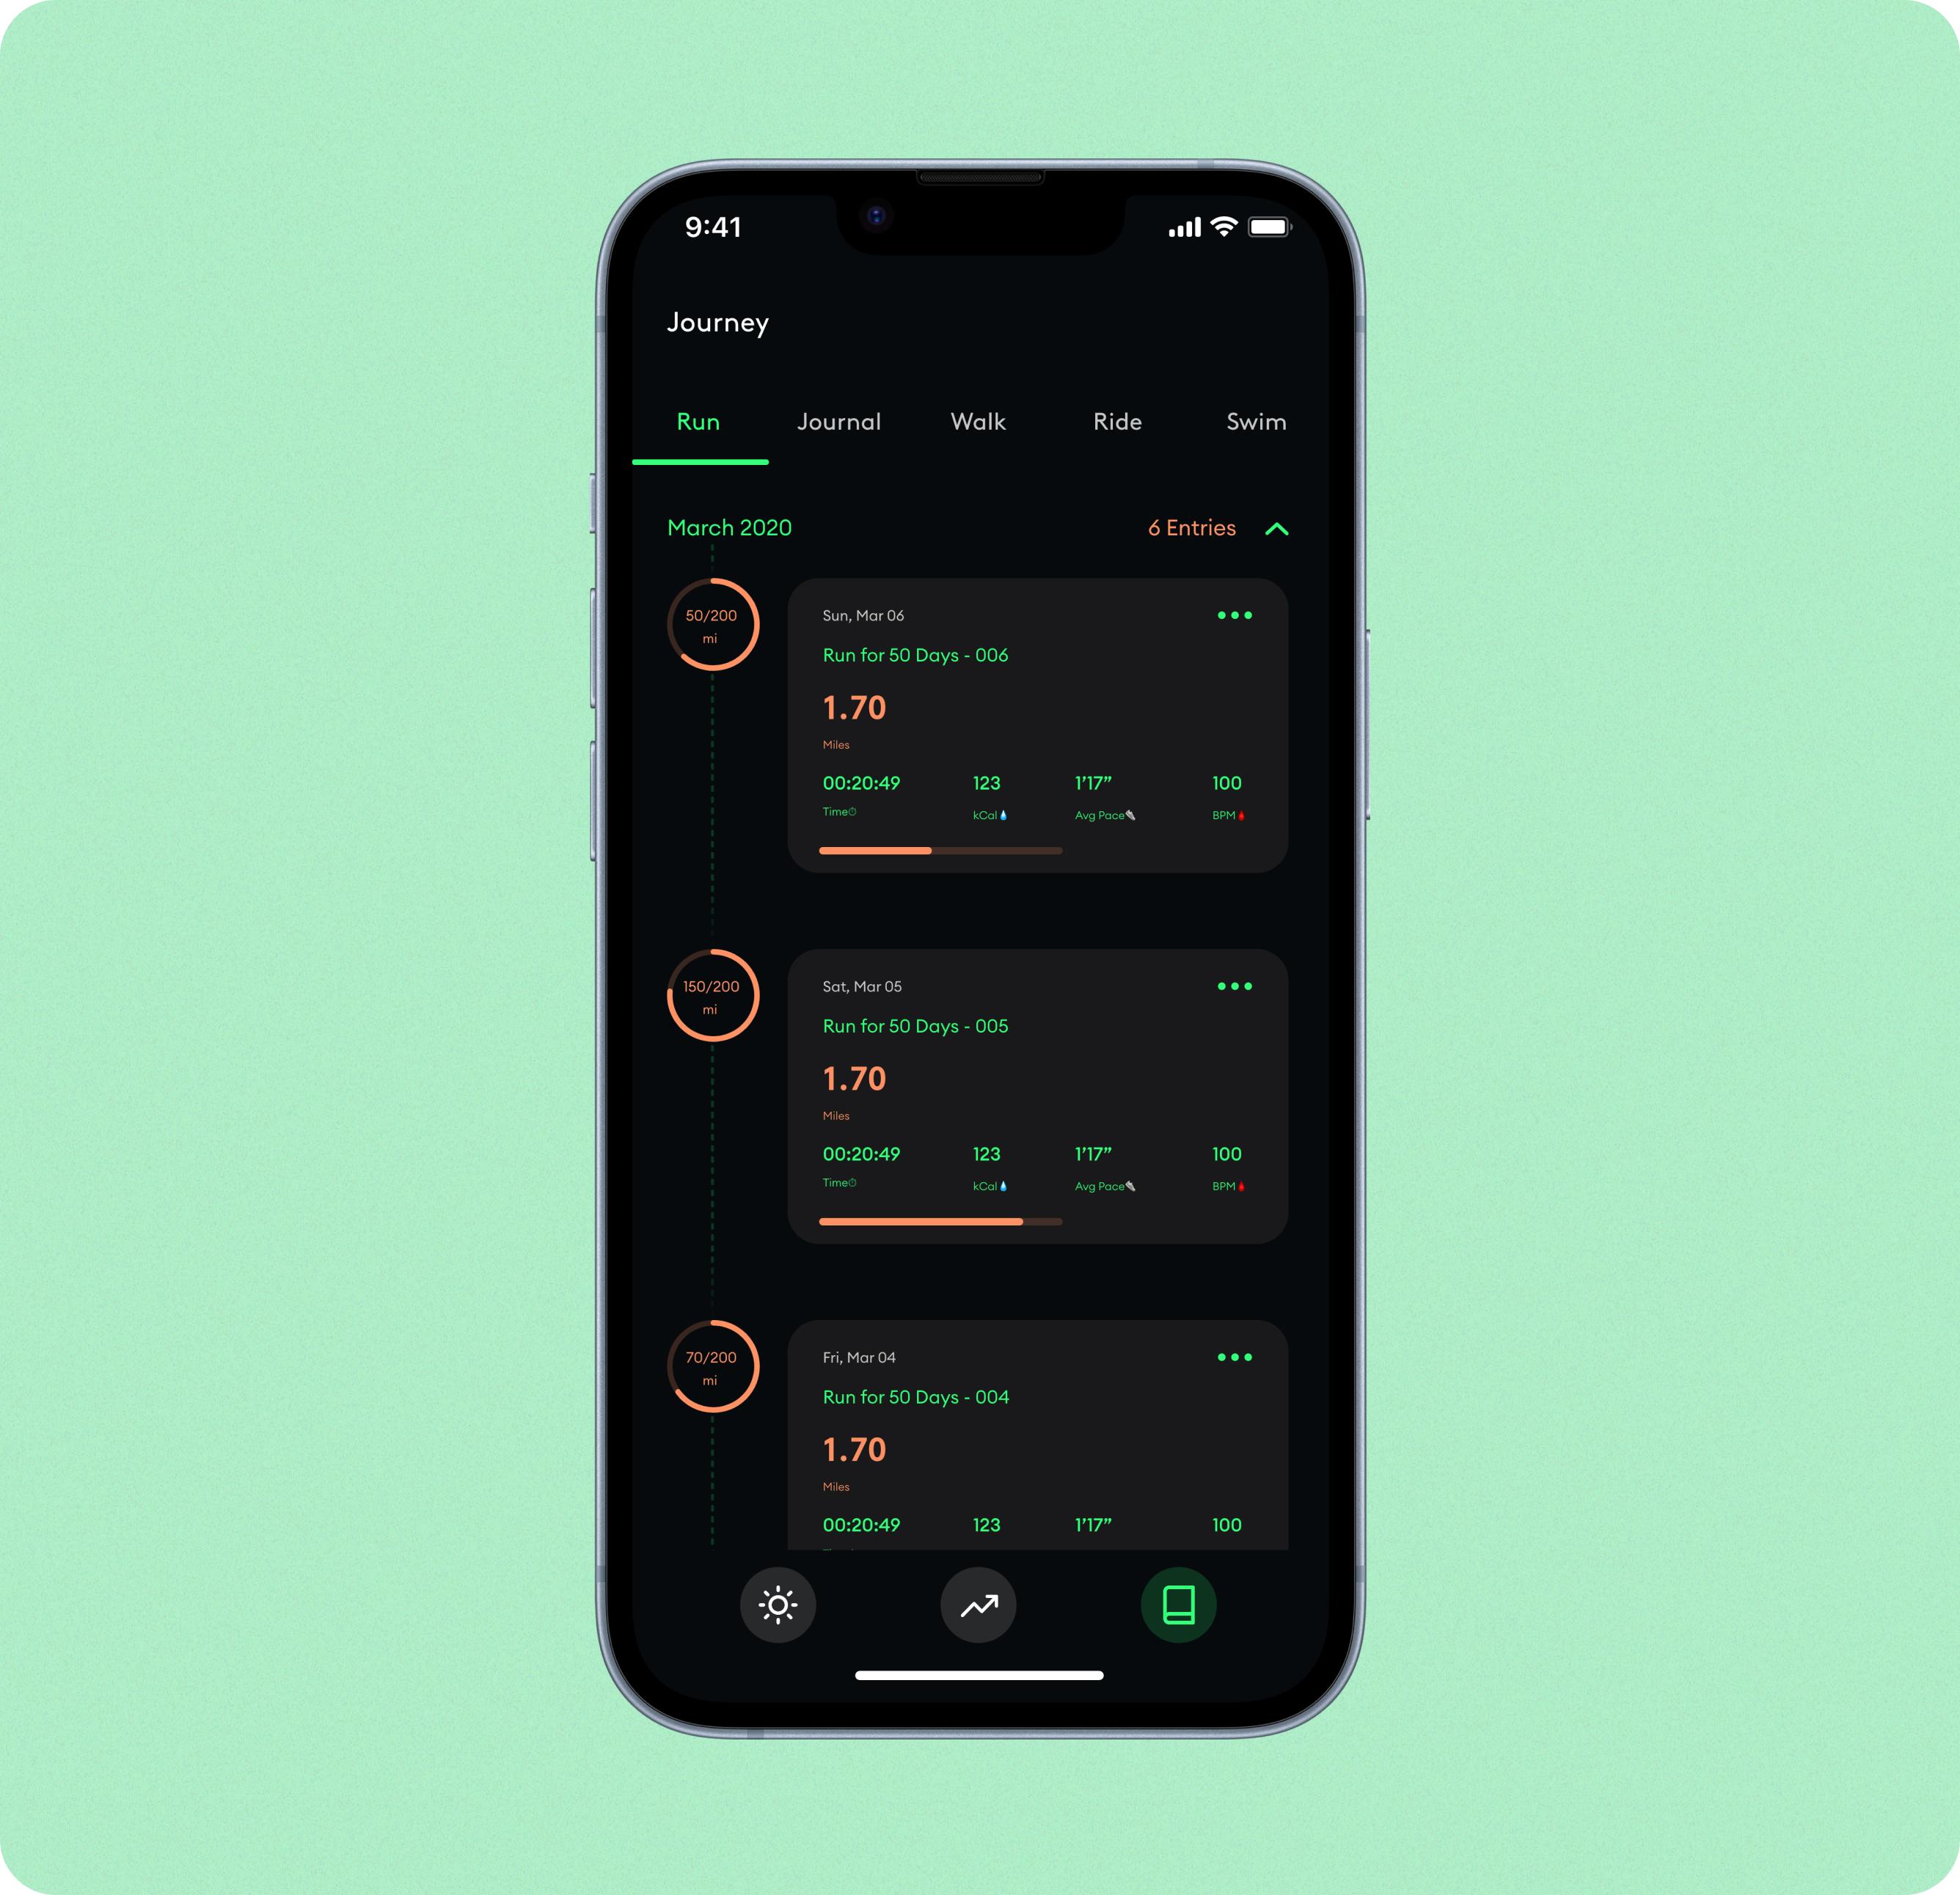 9:41
Journey
Run Journal Walk Ride Swim
March 2020 6 Entries
50/200
mi
Sun, Mar 06
Run for 50 Days - 006
1.70
Miles
00:20:49 123 1’17” 100
Time kCal Avg Pace BPM
150/200
mi
Sat, Mar 05
Run for 50 Days - 005
1.70
Miles
00:20:49 123 1’17” 100
Time kCal Avg Pace BPM
70/200
mi
Fri, Mar 04
Run for 50 Days - 004
1.70
Miles
00:20:49 123 1’17” 100